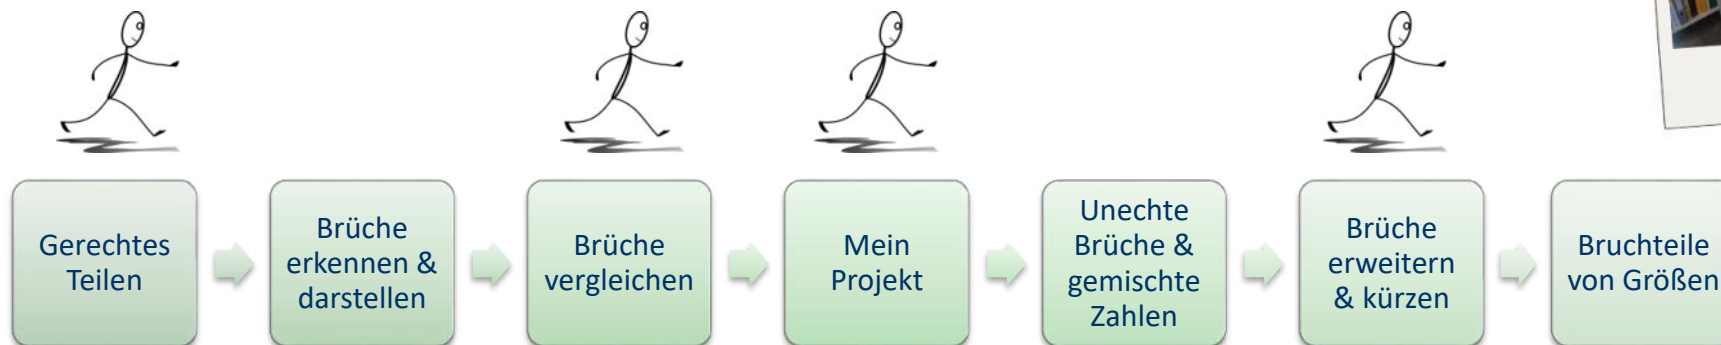 Gerechtes
Teilen
Brüche
erkennen &
darstellen
Brüche
vergleichen
Mein
Projekt
Unechte
Brüche &
gemischte
Zahlen
Brüche
erweitern
& kürzen
Bruchteile
von Größen